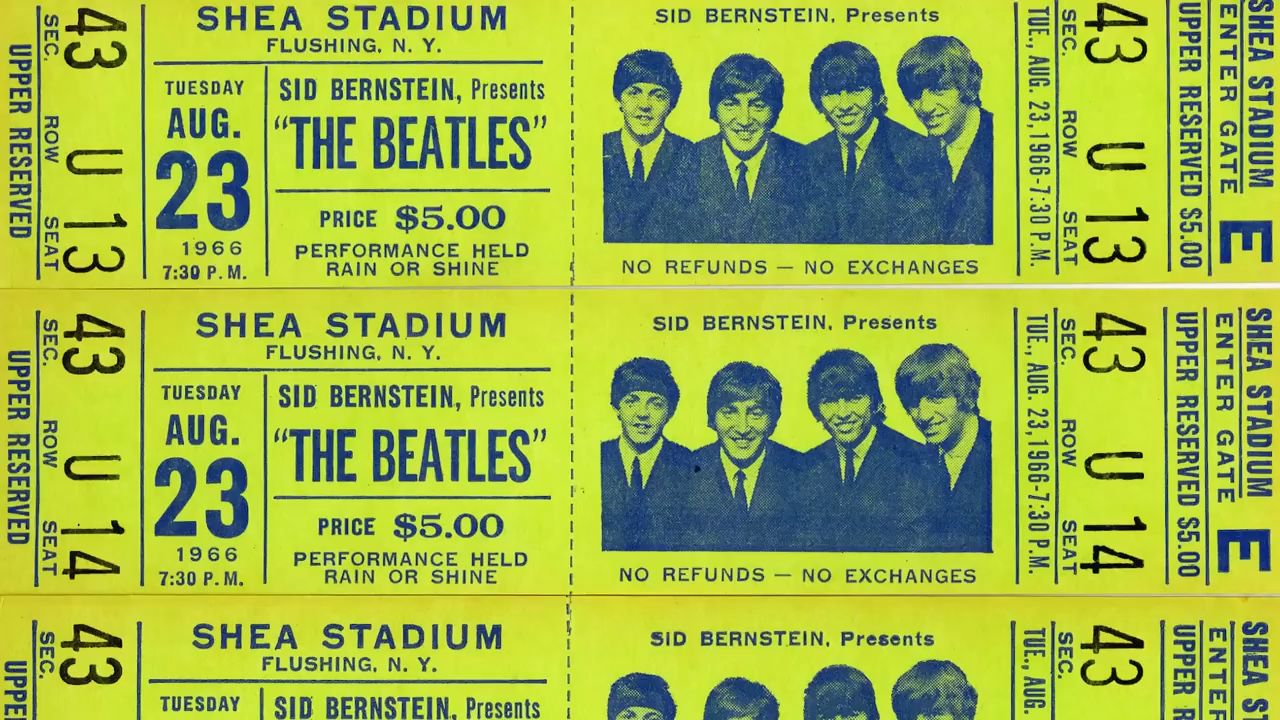 UPPER RESERVED
SEC. 43 ROW U SEAT 13
SHEA STADIUM
FLUSHING, N. Y.
TUESDAY
AUG.
23
1966
7:30 P.M.
SID BERNSTEIN, Presents
"THE BEATLES"
PRICE $5.00
PERFORMANCE HELD
RAIN OR SHINE
SID BERNSTEIN, Presents
NO REFUNDS — NO EXCHANGES
TUE., AUG. 23, 1966-7:30 P.M.
SEC. 43 ROW U SEAT 13
UPPER RESERVED $5.00
ENTER GATE E
SHEA STADIUM
UPPER RESERVED
SEC. 43 ROW U SEAT 14
SHEA STADIUM
FLUSHING, N. Y.
TUESDAY
AUG.
23
1966
7:30 P.M.
SID BERNSTEIN, Presents
"THE BEATLES"
PRICE $5.00
PERFORMANCE HELD
RAIN OR SHINE
SID BERNSTEIN, Presents
NO REFUNDS — NO EXCHANGES
TUE., AUG. 23, 1966-7:30 P.M.
SEC. 43 ROW U SEAT 14
UPPER RESERVED $5.00
ENTER GATE E
SHEA STADIUM
UPPE
SEC. 43
SHEA STADIUM
FLUSHING, N. Y.
TUESDAY
SID BERNSTEIN, Presents
SID BERNSTEIN, Presents
TUE., AUG.
SEC. 43
UPPER
ENTER
SHEA